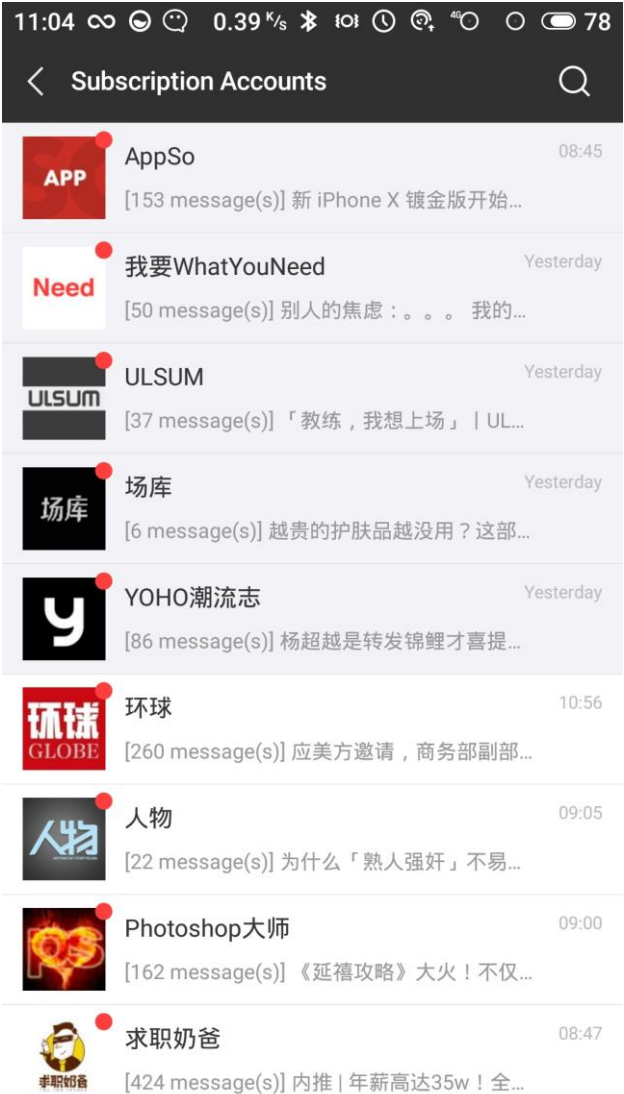 11:04 0.39 K/s 4G 78
Subscription Accounts
APP
AppSo
08:45
[153 message(s)] 新 iPhone X 镀金版开始...
Need
我要WhatYouNeed
Yesterday
[50 message(s)] 别人的焦虑：。。。 我的...
ULSUM
ULSUM
Yesterday
[37 message(s)] 「教练，我想上场」丨UL...
场库
场库
Yesterday
[6 message(s)] 越贵的护肤品越没用？这部...
y
YOHO潮流志
Yesterday
[86 message(s)] 杨超越是转发锦鲤才喜提...
环球
GLOBE
环球
10:56
[260 message(s)] 应美方邀请，商务部副部...
人物
人物
09:05
[22 message(s)] 为什么「熟人强奸」不易...
PS
Photoshop大师
09:00
[162 message(s)] 《延禧攻略》大火！不仅...
求职奶爸
求职奶爸
08:47
[424 message(s)] 内推 | 年薪高达35w！全...